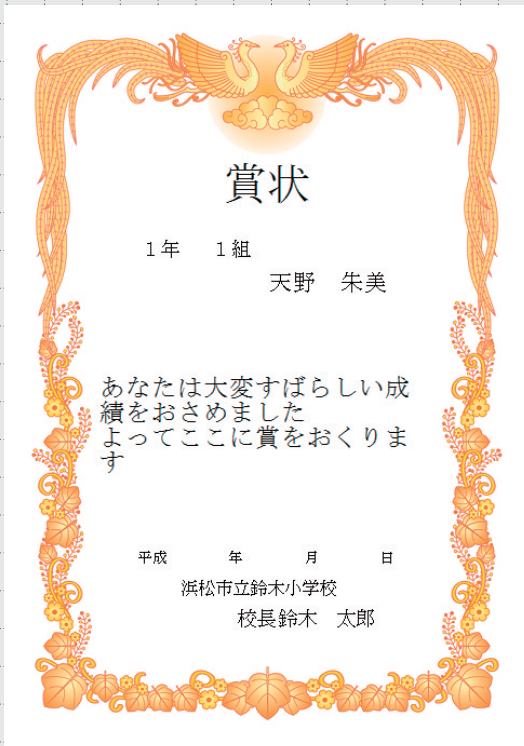 賞状
１年　１組
天野　朱美
あなたは大変すばらしい成
績をおさめました
よってここに賞をおくりま
す
平成　　　年　　　月　　　日
浜松市立鈴木小学校
校長鈴木　太郎